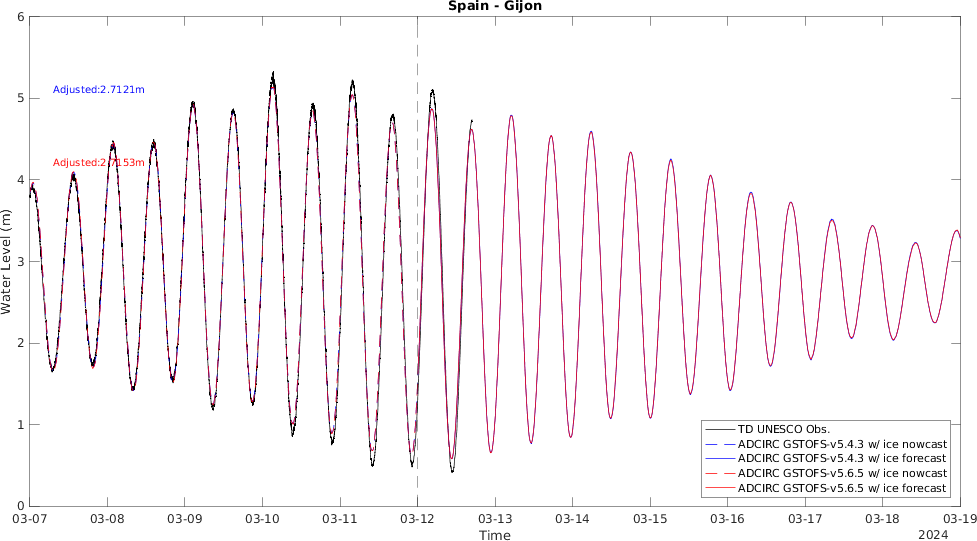 Spain - Gijon
6
5
4
3
2
1
0
Water Level (m)
Adjusted:2.7121m
Adjusted:2.7153m
TD UNESCO Obs.
ADCIRC GSTOFS-v5.4.3 w/ ice nowcast
ADCIRC GSTOFS-v5.4.3 w/ ice forecast
ADCIRC GSTOFS-v5.6.5 w/ ice nowcast
ADCIRC GSTOFS-v5.6.5 w/ ice forecast
03-07 03-08 03-09 03-10 03-11 03-12 03-13 03-14 03-15 03-16 03-17 03-18 03-19
Time
2024